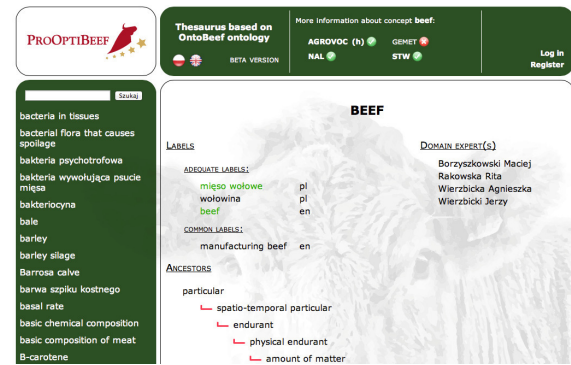 PROOPTIBEEF
Thesaurus based on
OntoBeef ontology
BETA VERSION
More information about concept beef:
AGROVOC (h) GEMET
NAL STW
Log in
Register
Szukaj
bacteria in tissues
bacterial flora that causes
spoilage
bakteria psychotrofowa
bakteria wywołująca psucie
mięsa
bakteriocyna
bale
barley
barley silage
Barrosa calve
barwa szpiku kostnego
basal rate
basic chemical composition
basic composition of meat
B-carotene
BEEF
LABELS
ADEQUATE LABELS:
mięso wołowe pl
wołowina pl
beef en
COMMON LABELS:
manufacturing beef en
ANCESTORS
particular
spatio-temporal particular
endurant
physical endurant
amount of matter
DOMAIN EXPERT(S)
Borzyszkowski Maciej
Rakowska Rita
Wierzbicka Agnieszka
Wierzbicki Jerzy